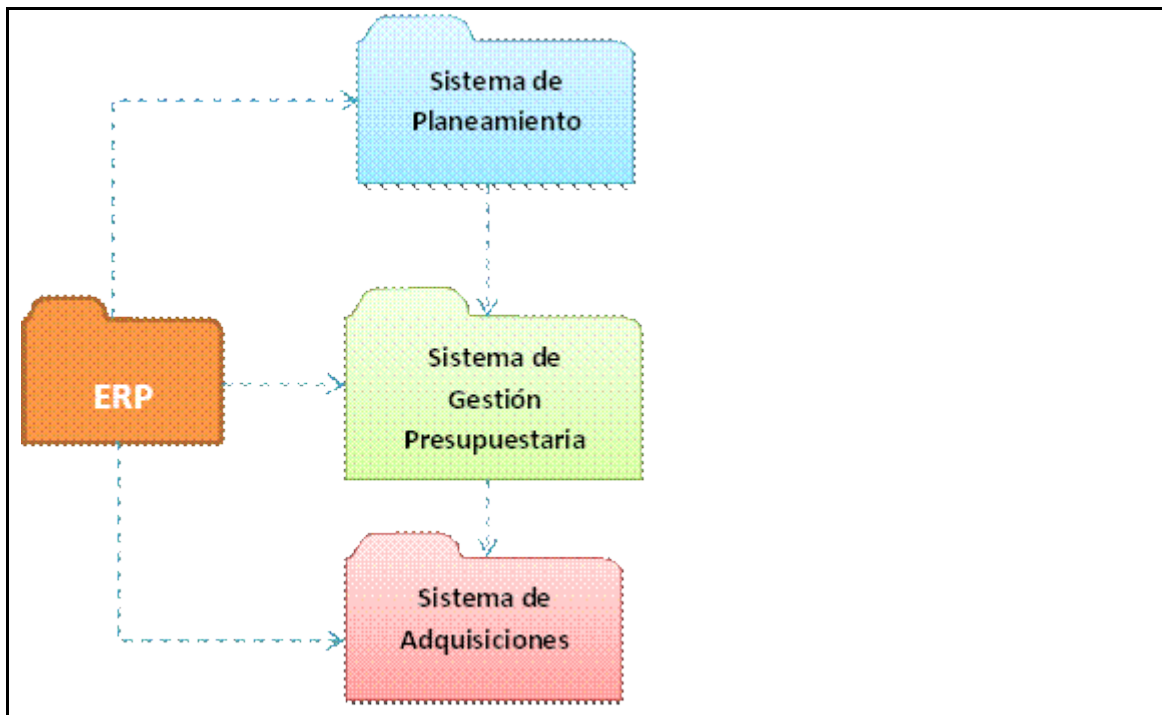 Sistema de
Planeamiento
ERP
Sistema de
Gestión
Presupuestaria
Sistema de
Adquisiciones